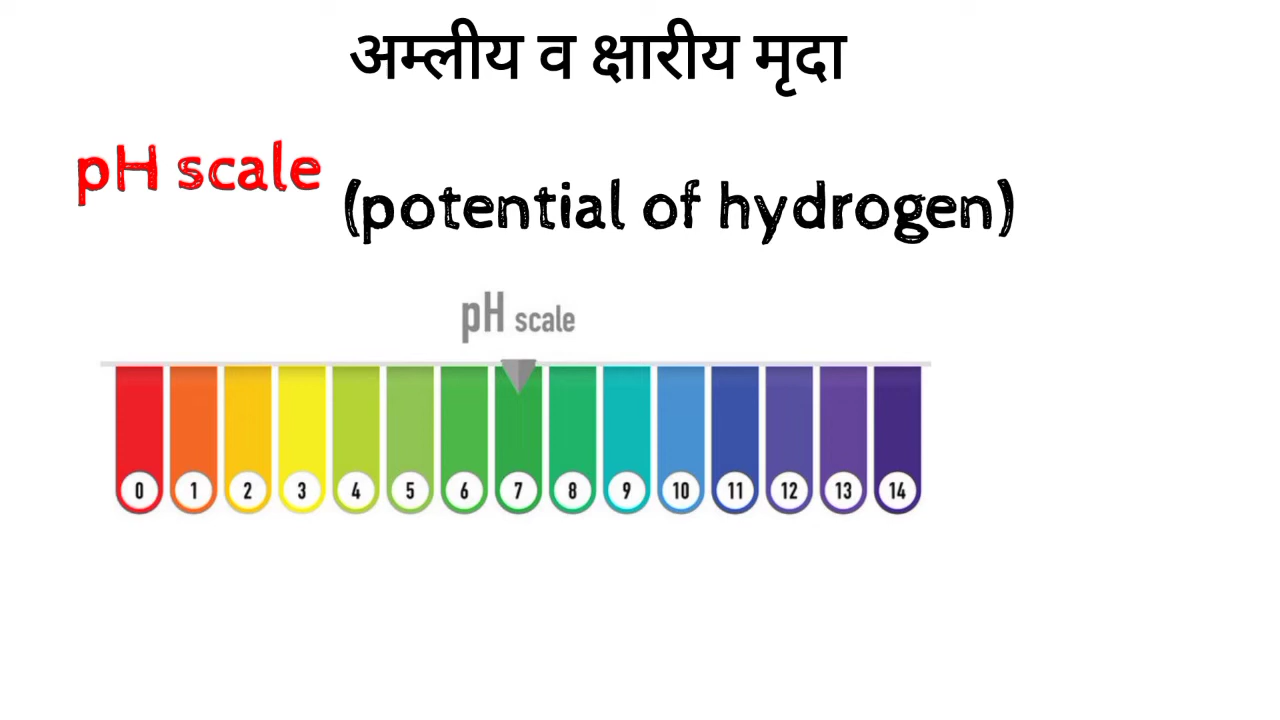 अम्लीय व क्षारीय मृदा
pH scale
(potential of hydrogen)
pH scale
0 1 2 3 4 5 6 7 8 9 10 11 12 13 14